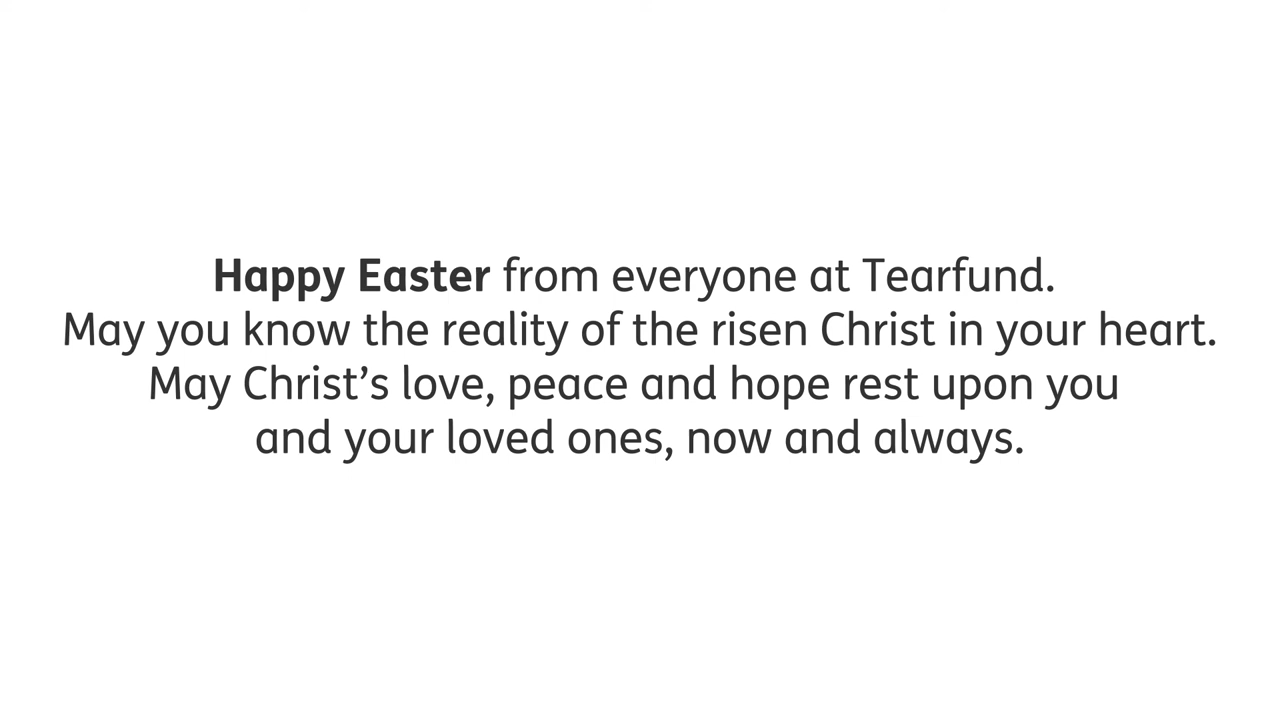 Happy Easter from everyone at Tearfund.
May you know the reality of the risen Christ in your heart.
May Christ’s love, peace and hope rest upon you
and your loved ones, now and always.